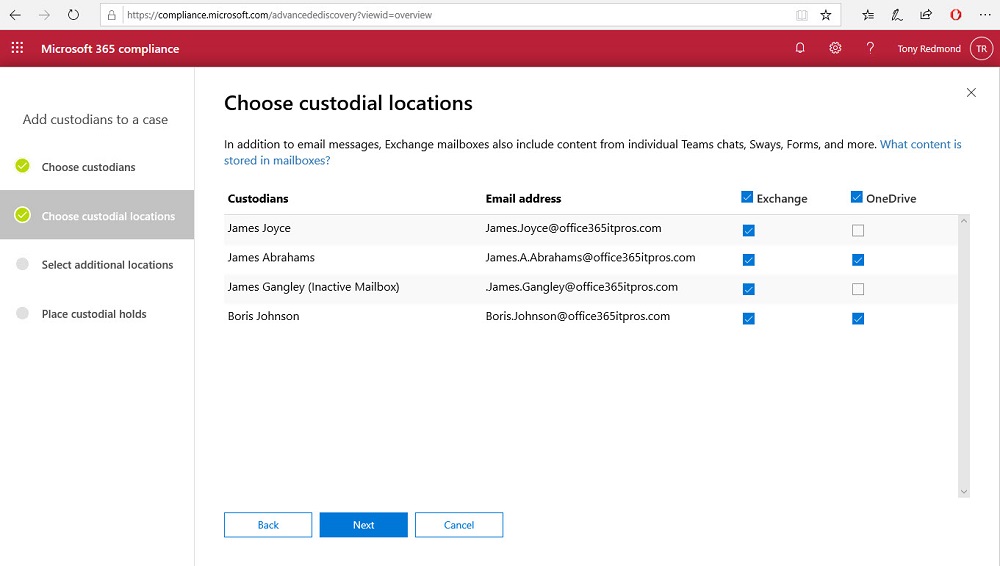 https://compliance.microsoft.com/advancedediscovery?viewid=overview
Microsoft 365 compliance
Tony Redmond
TR
Add custodians to a case
Choose custodians
Choose custodial locations
Select additional locations
Place custodial holds
Choose custodial locations
In addition to email messages, Exchange mailboxes also include content from individual Teams chats, Sways, Forms, and more. What content is
stored in mailboxes?
Custodians Email address Exchange OneDrive
James Joyce James.Joyce@office365itpros.com
James Abrahams James.A.Abrahams@office365itpros.com
James Gangley (Inactive Mailbox) .James.Gangley@office365itpros.com
Boris Johnson Boris.Johnson@office365itpros.com
Back Next Cancel